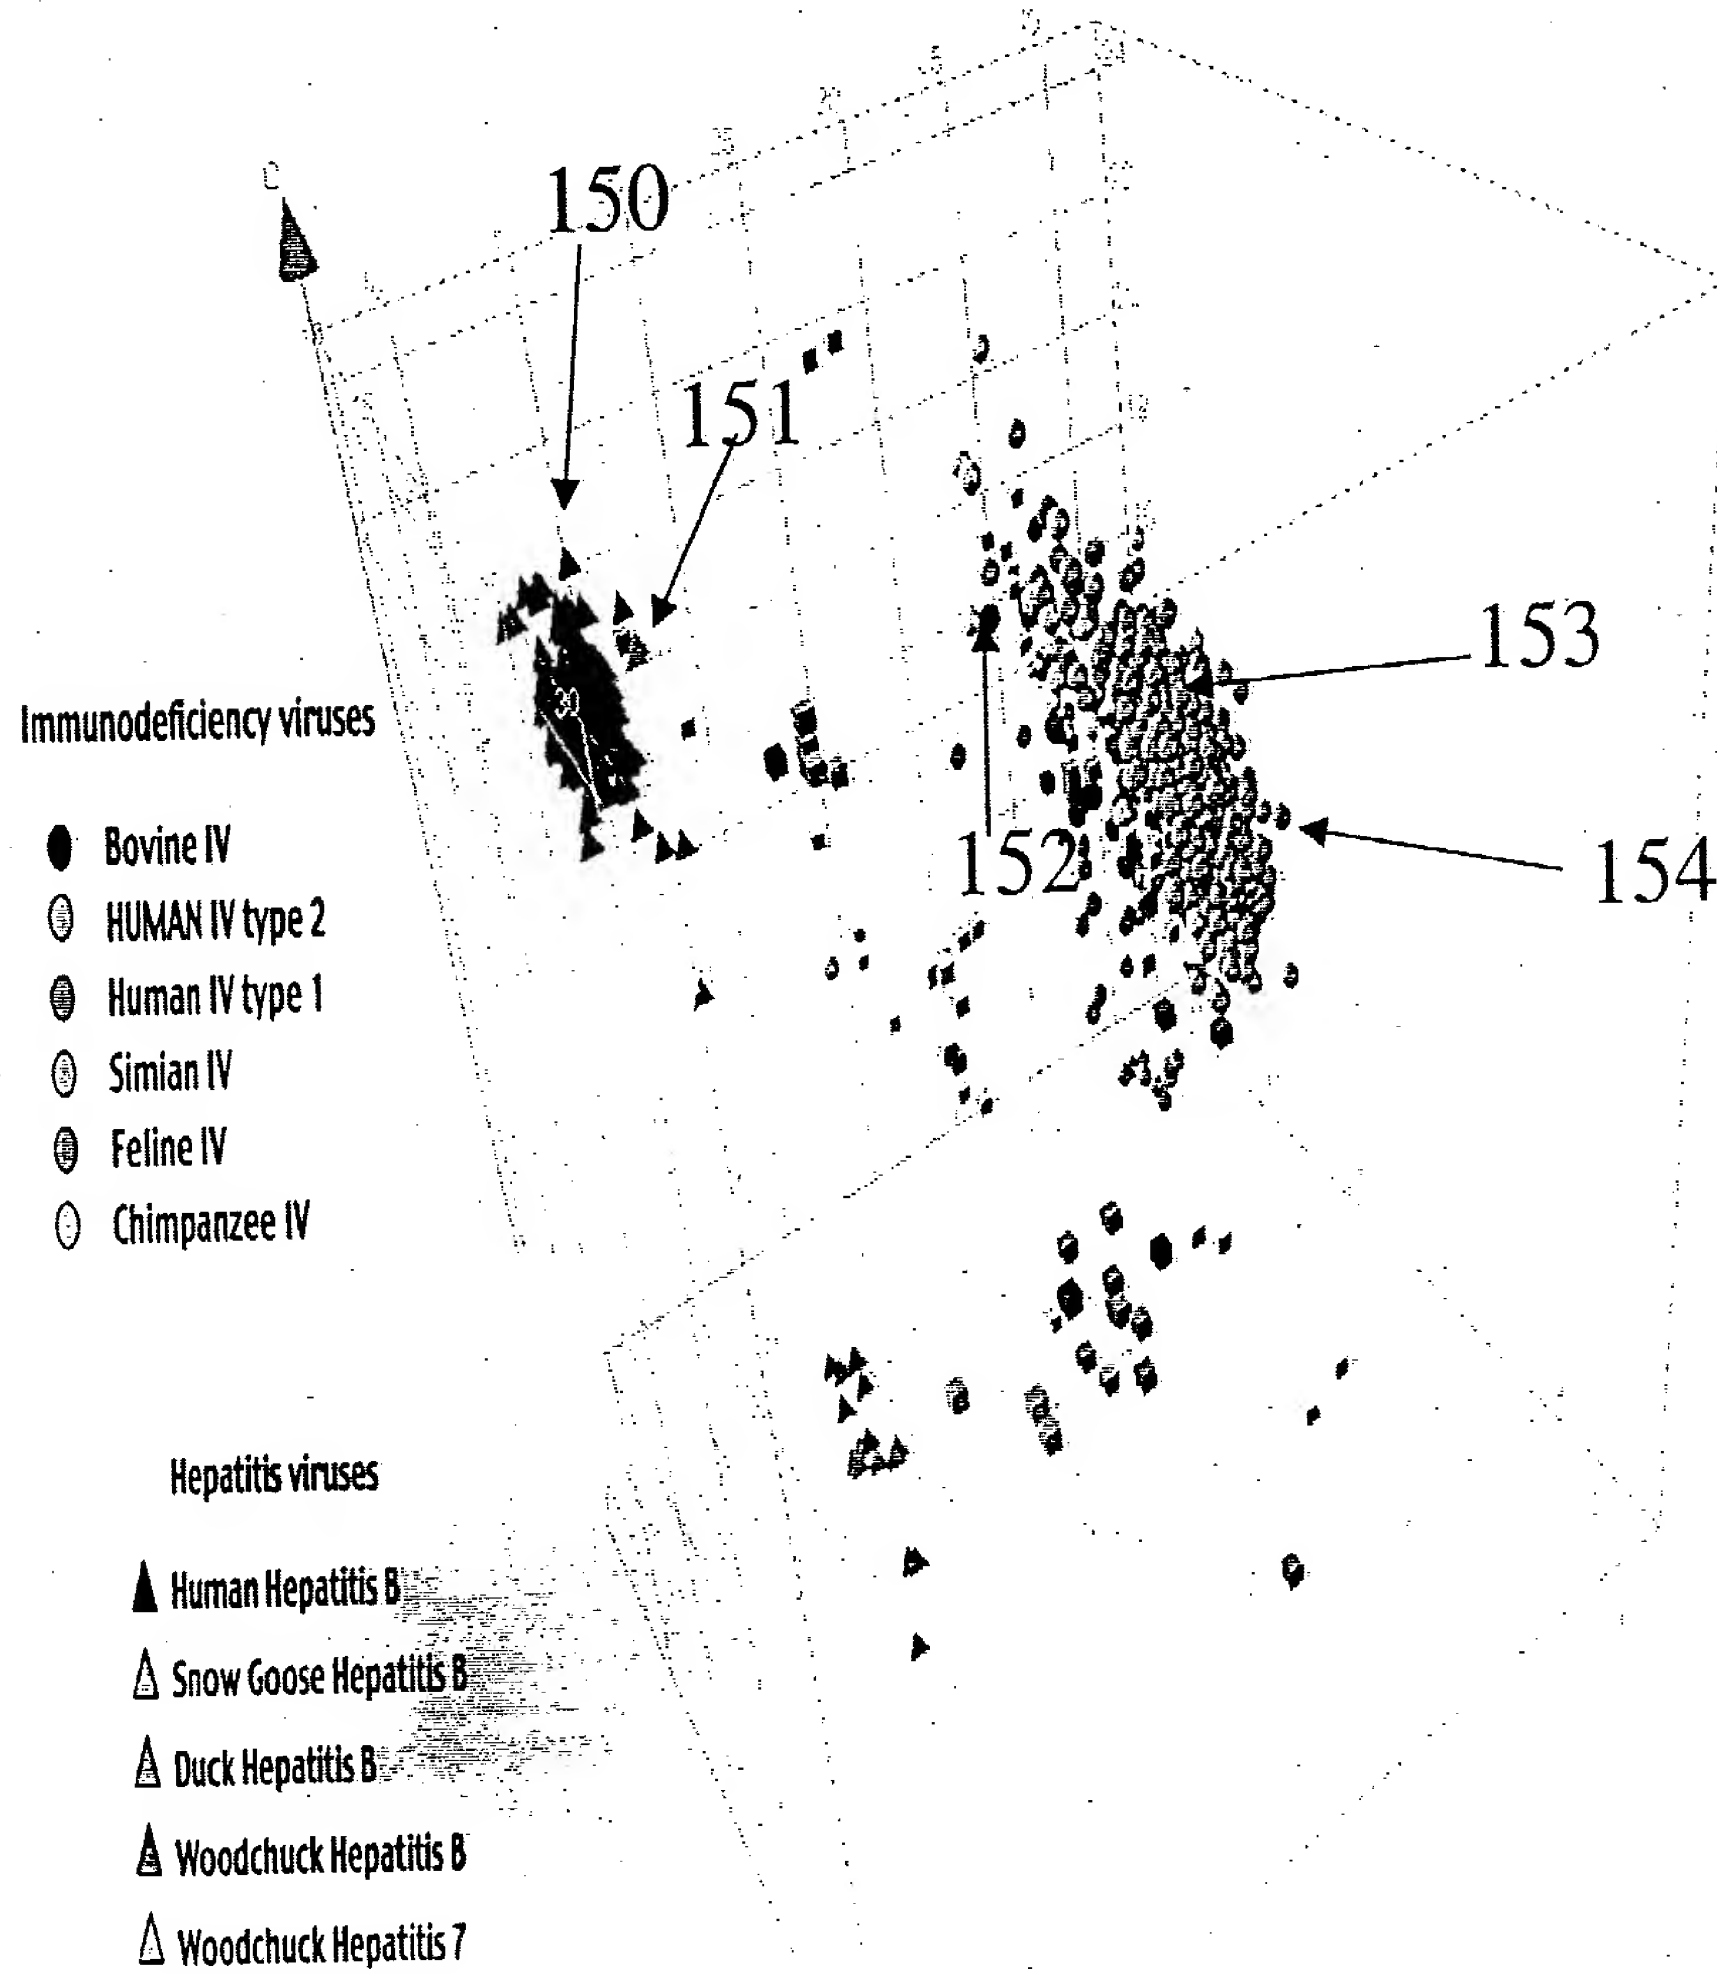 C
150
151
153
Immunodeficiency viruses
Bovine IV
152
154
HUMAN IV type 2
Human IV type 1
Simian IV
Feline IV
Chimpanzee IV
Hepatitis viruses
Human Hepatitis B
Snow Goose Hepatitis B
Duck Hepatitis B
Woodchuck Hepatitis B
Woodchuck Hepatitis 7